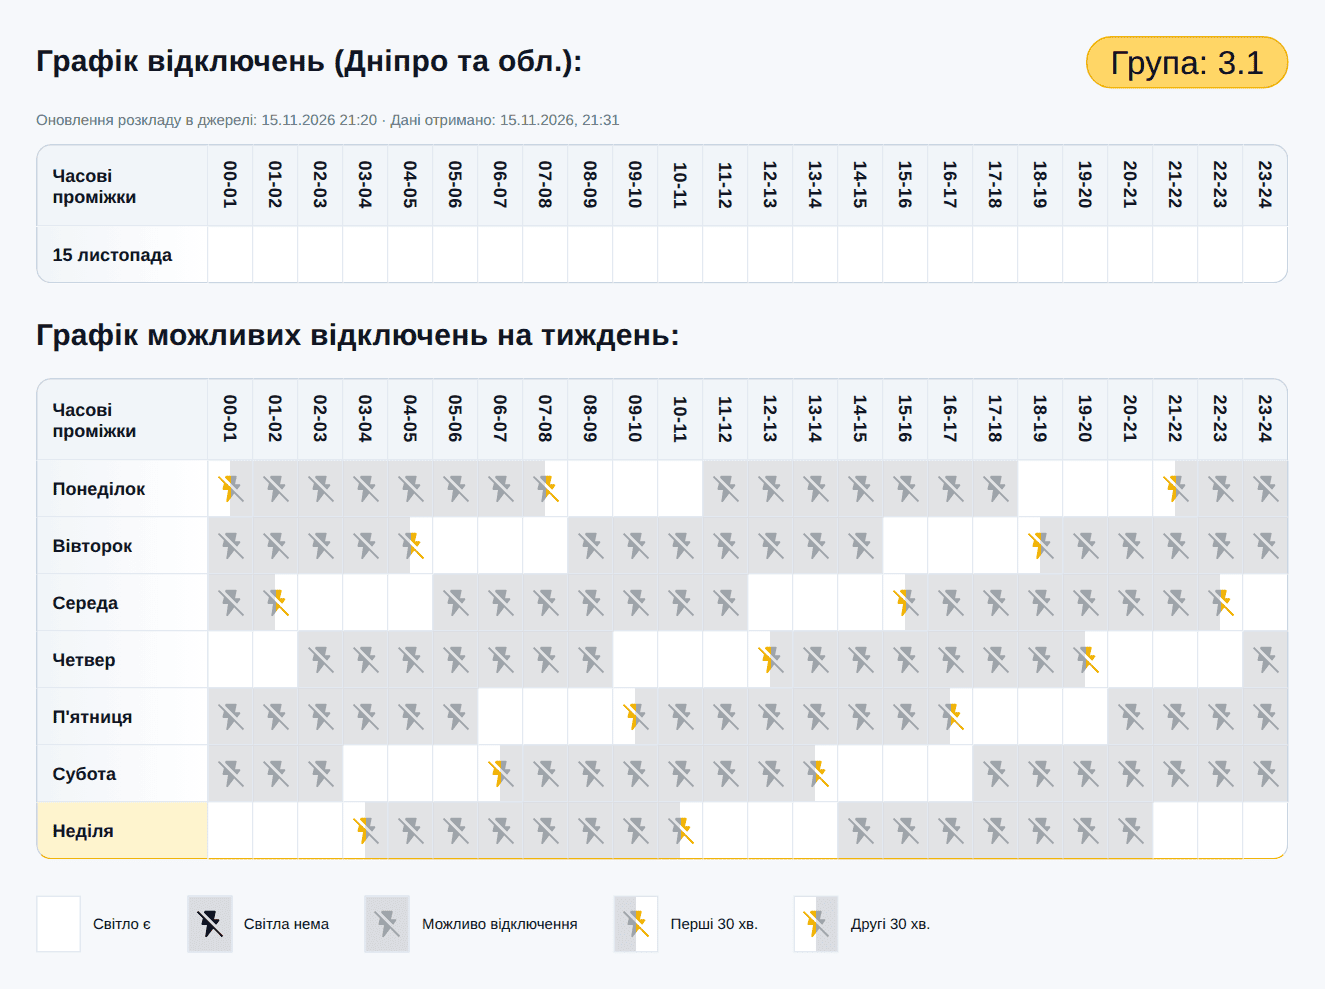 Графік відключень (Дніпро та обл.):
Група: 3.1
Оновлення розкладу в джерелі: 15.11.2026 21:20 · Дані отримано: 15.11.2026, 21:31
Часові
проміжки
00-01 01-02 02-03 03-04 04-05 05-06 06-07 07-08 08-09 09-10 10-11 11-12 12-13 13-14 14-15 15-16 16-17 17-18 18-19 19-20 20-21 21-22 22-23 23-24
15 листопада
Графік можливих відключень на тиждень:
Часові
проміжки
00-01 01-02 02-03 03-04 04-05 05-06 06-07 07-08 08-09 09-10 10-11 11-12 12-13 13-14 14-15 15-16 16-17 17-18 18-19 19-20 20-21 21-22 22-23 23-24
Понеділок
Вівторок
Середа
Четвер
П'ятниця
Субота
Неділя
Світло є
Світла нема
Можливо відключення
Перші 30 хв.
Другі 30 хв.